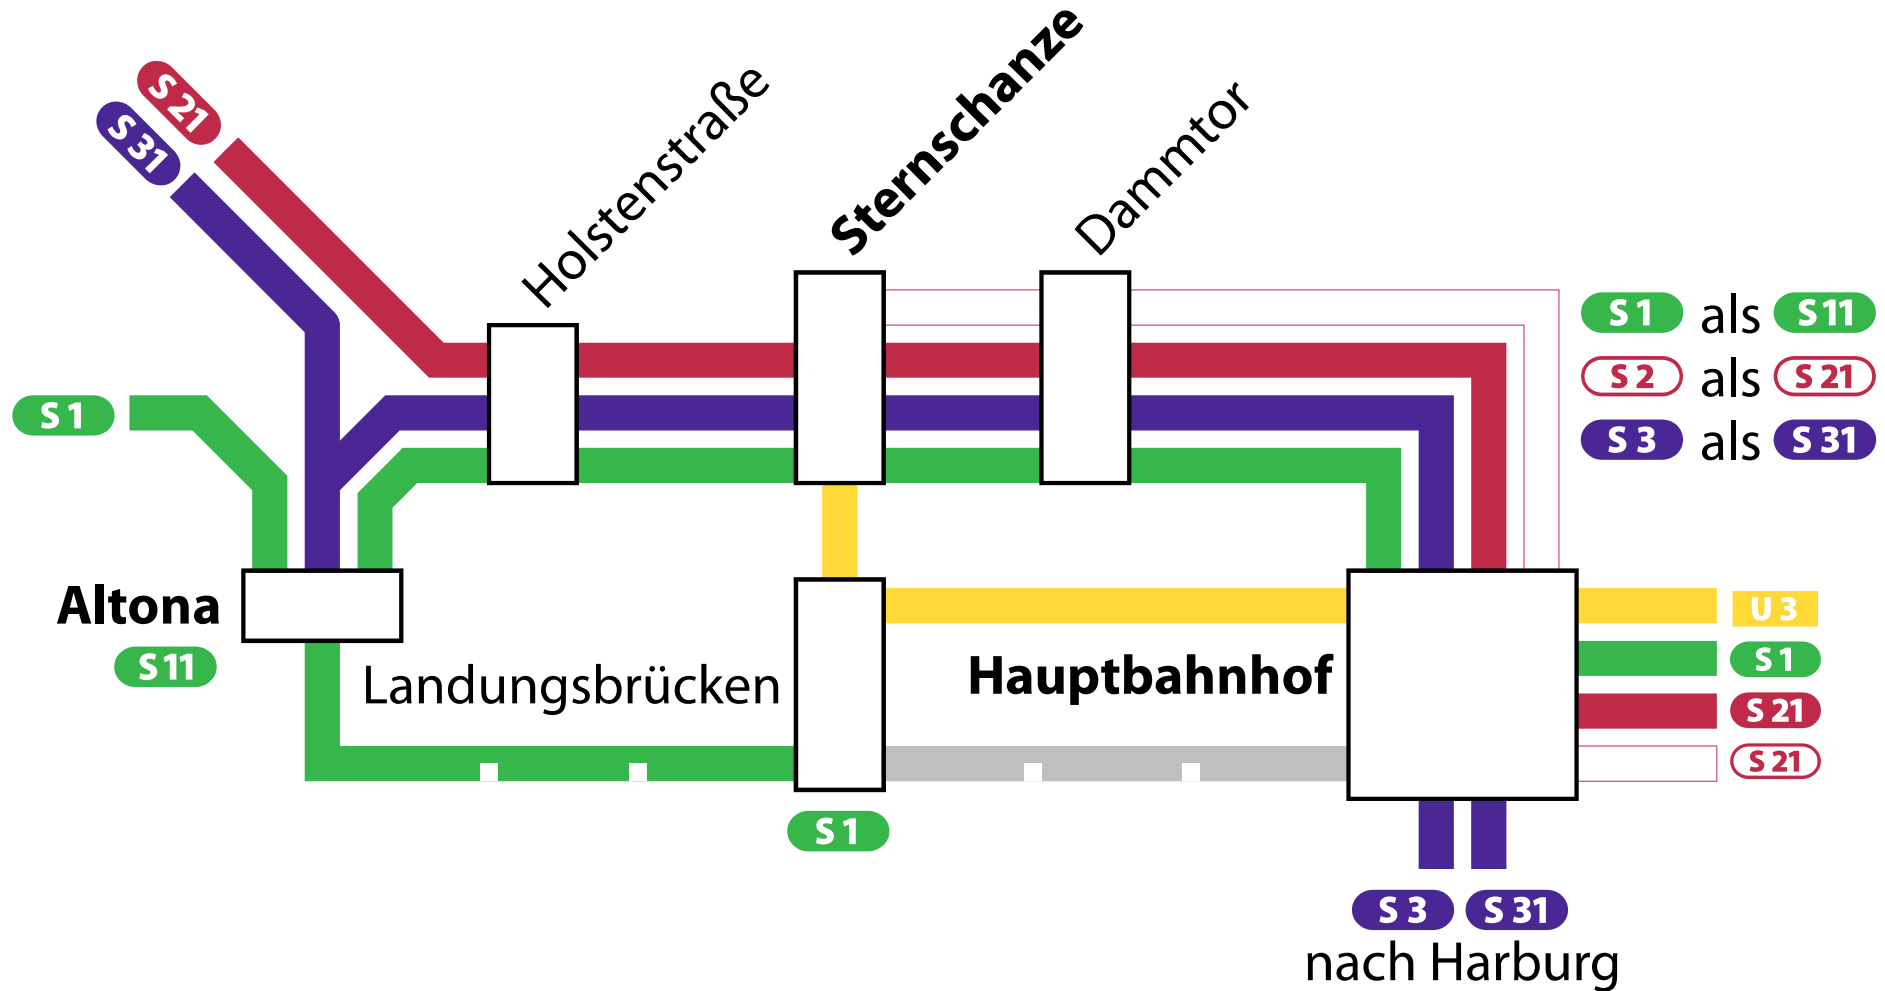 S 21
S 31
Holstenstraße
Sternschanze
Dammtor
S 1 als S 11
S 2 als S 21
S 3 als S 31
S 1
Altona
S 11
Landungsbrücken
Hauptbahnhof
U 3
S 1
S 21
S 21
S 1
S 3 S 31
nach Harburg